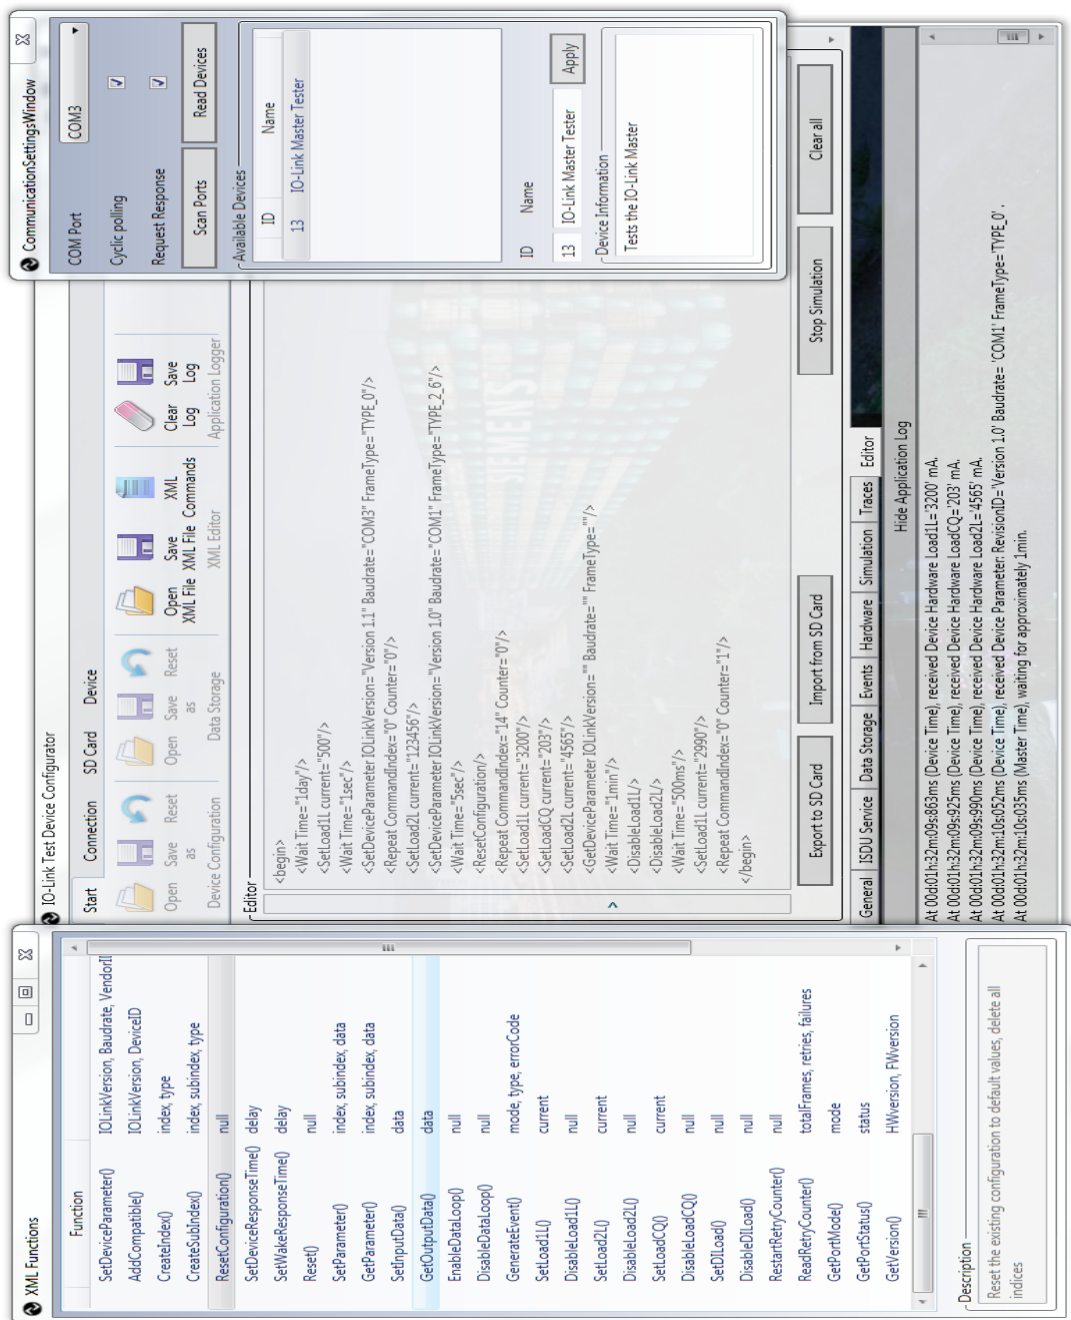 XML Functions
Function
SetDeviceParameter() IOLinkVersion, Baudrate, VendorII
AddCompatible() IOLinkVersion, DeviceID
CreateIndex() index, type
CreateSubIndex() index, subindex, type
ResetConfiguration() null
SetDeviceResponseTime() delay
SetWakeResponseTime() delay
Reset() null
SetParameter() index, subindex, data
GetParameter() index, subindex, data
SetInputData() data
GetOutputData() data
EnableDataLoop() null
DisableDataLoop() null
GenerateEvent() mode, type, errorCode
SetLoad1L() current
DisableLoad1L() null
SetLoad2L() current
DisableLoad2L() null
SetLoadCQ() current
DisableLoadCQ() null
SetDILoad() null
DisableDILoad() null
RestartRetryCounter() null
ReadRetryCounter() totalFrames, retries, failures
GetPortMode() mode
GetPortStatus() status
GetVersion() HWversion, FWversion
Description
Reset the existing configuration to default values, delete all
indices
IO-Link Test Device Configurator
Start Connection SD Card Device
Open Save as Reset
Device Configuration
Open Save as Reset
Data Storage
Open XML File Save XML File XML Commands
XML Editor
Clear Log Save Log
Application Logger
Editor
<begin>
<Wait Time="1day"/>
<SetLoad1L current="500"/>
<Wait Time="1sec"/>
<SetDeviceParameter IOLinkVersion="Version 1.1" Baudrate="COM3" FrameType="TYPE_0"/>
<Repeat CommandIndex="0" Counter="0"/>
<SetLoad2L current="123456"/>
<SetDeviceParameter IOLinkVersion="Version 1.0" Baudrate="COM1" FrameType="TYPE_2_6"/>
<Wait Time="5sec"/>
<ResetConfiguration/>
<Repeat CommandIndex="14" Counter="0"/>
<SetLoad1L current="3200"/>
<SetLoadCQ current="203"/>
<SetLoad2L current="4565"/>
<GetDeviceParameter IOLinkVersion="" Baudrate="" FrameType=""/>
<Wait Time="1min"/>
<DisableLoad1L/>
<DisableLoad2L/>
<Wait Time="500ms"/>
<SetLoad1L current="2990"/>
<Repeat CommandIndex="0" Counter="1"/>
</begin>
>
SIEMENS
Export to SD Card Import from SD Card Stop Simulation Clear all
General ISDU Service Data Storage Events Hardware Simulation Traces Editor
Hide Application Log
At 00d:01h:32m:09s:863ms (Device Time), received Device Hardware Load1L='3200' mA.
At 00d:01h:32m:09s:925ms (Device Time), received Device Hardware LoadCQ='203' mA.
At 00d:01h:32m:09s:990ms (Device Time), received Device Hardware Load2L='4565' mA.
At 00d:01h:32m:10s:052ms (Device Time), received Device Parameter: RevisionID='Version 1.0' Baudrate= 'COM1' FrameType='TYPE_0' .
At 00d:01h:32m:10s:035ms (Master Time), waiting for approximately 1min.
CommunicationSettingsWindow
COM Port COM3
Cyclic polling
Request Response
Scan Ports Read Devices
Available Devices
ID Name
13 IO-Link Master Tester
ID Name
13 IO-Link Master Tester Apply
Device Information
Tests the IO-Link Master